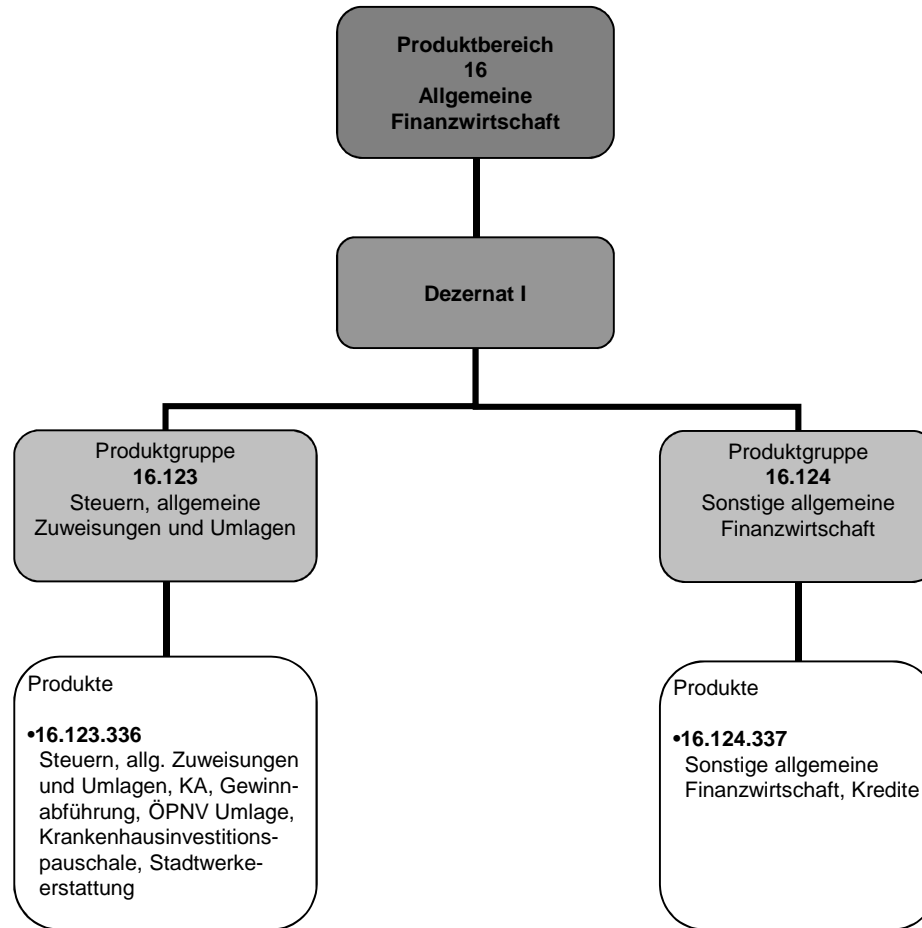 Produktbereich
16
Allgemeine
Finanzwirtschaft
Dezernat I
Produktgruppe
16.123
Steuern, allgemeine
Zuweisungen und Umlagen
Produktgruppe
16.124
Sonstige allgemeine
Finanzwirtschaft
Produkte
•16.123.336
Steuern, allg. Zuweisungen
und Umlagen, KA, Gewinn-
abführung, ÖPNV Umlage,
Krankenhausinvestitions-
pauschale, Stadtwerke-
erstattung
Produkte
•16.124.337
Sonstige allgemeine
Finanzwirtschaft, Kredite